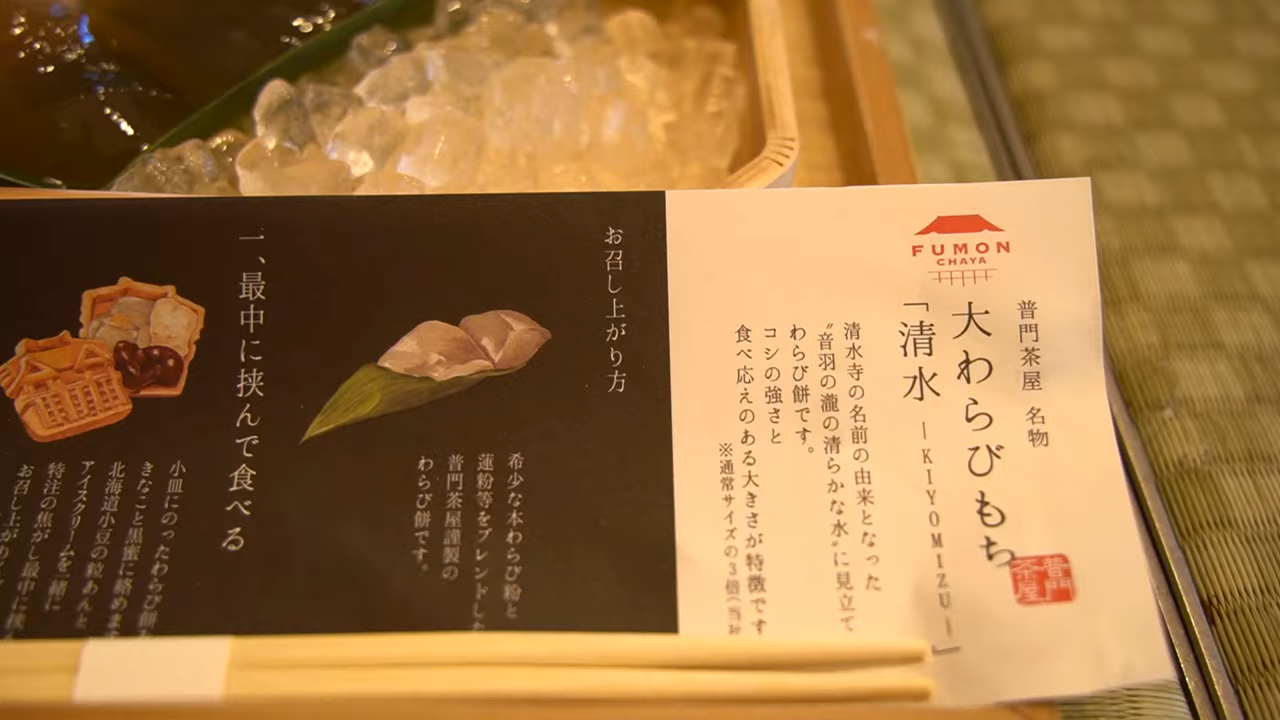 FUMON
CHAYA
普門茶屋 名物
大わらびもち
「清水 ―KIYOMIZU―」
清水寺の名前の由来となった
〝音羽の瀧の清らかな水〟に見立て
わらび餅です。
コシの強さと
食べ応えのある大きさが特徴です
※通常サイズの3倍(当社
普門
茶屋
お召し上がり方
希少な本わらび粉と
蓮粉等をブレンドした
普門茶屋謹製の
わらび餅です。
一、最中に挟んで食べる
小皿にのったわらび餅を
きなこと黒蜜に絡めます
北海道小豆の粒あんと
アイスクリームを一緒に
特注の焦がし最中に挟
お召し上がり